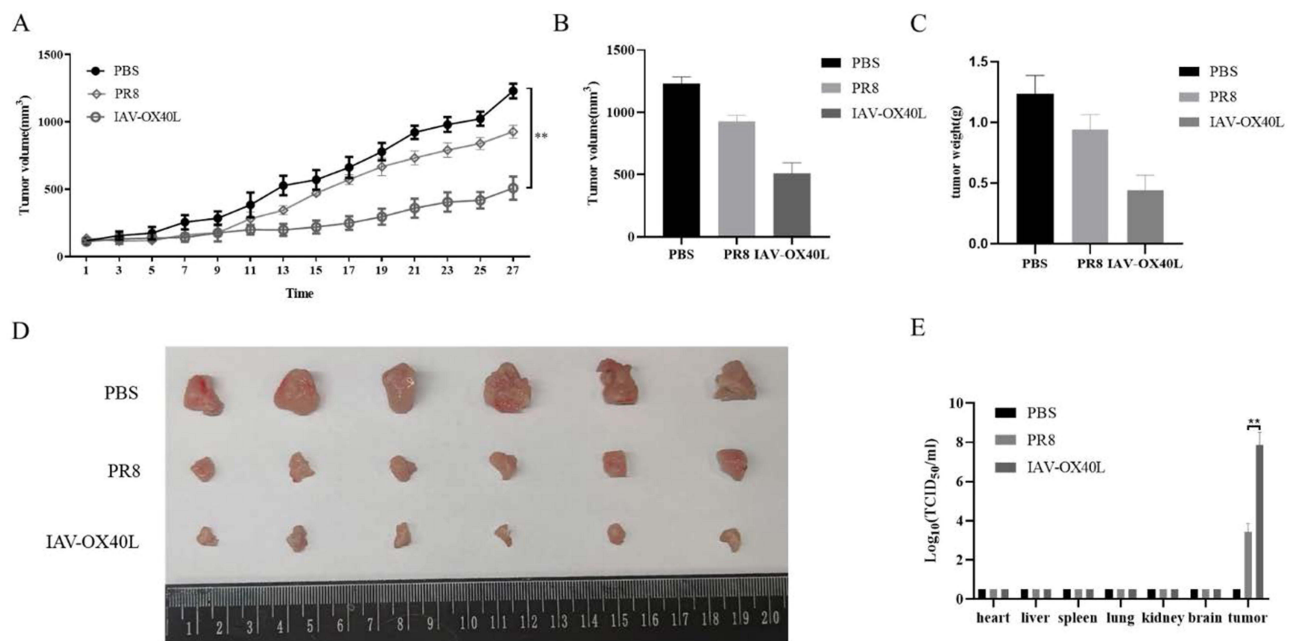 A
Tumor volume(mm3)
1500
1000
500
0
PBS
PR8
IAV-OX40L
**
1 3 5 7 9 11 13 15 17 19 21 23 25 27
Time
B
Tumor volume(mm3)
1500
1000
500
0
PBS PR8 IAV-OX40L
PBS
PR8
IAV-OX40L
C
tumor weight(g)
1.5
1.0
0.5
0.0
PBS PR8 IAV-OX40L
PBS
PR8
IAV-OX40L
D
PBS
PR8
IAV-OX40L
1 2 3 4 5 6 7 8 9 10 11 12 13 14 15 16 17 18 19 20
E
Log10(TCID50/ml)
10
8
6
4
2
0
PBS
PR8
IAV-OX40L
**
heart liver spleen lung kidney brain tumor